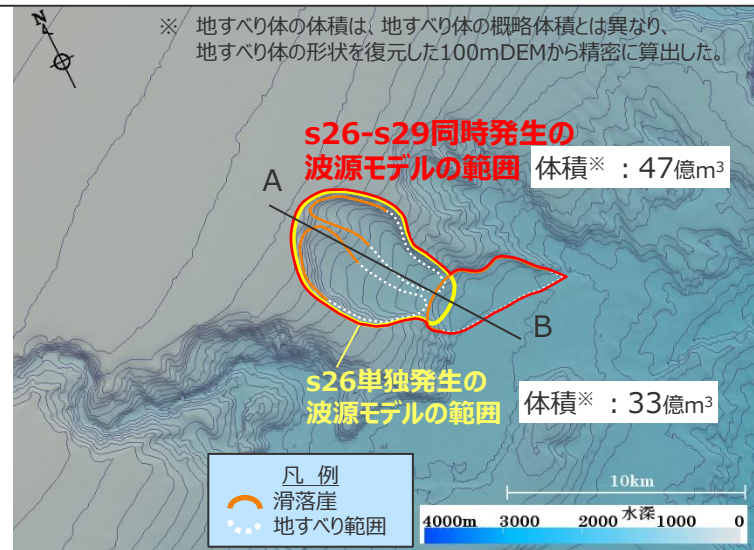 N
※ 地すべり体の体積は、地すべり体の概略体積とは異なり、
地すべり体の形状を復元した100mDEMから精密に算出した。
s26-s29同時発生の
波源モデルの範囲
体積※ : 47億m³
A
B
s26単独発生の
波源モデルの範囲
体積※ : 33億m³
凡 例
滑落崖
地すべり範囲
10km
水深
4000m 3000 2000 1000 0